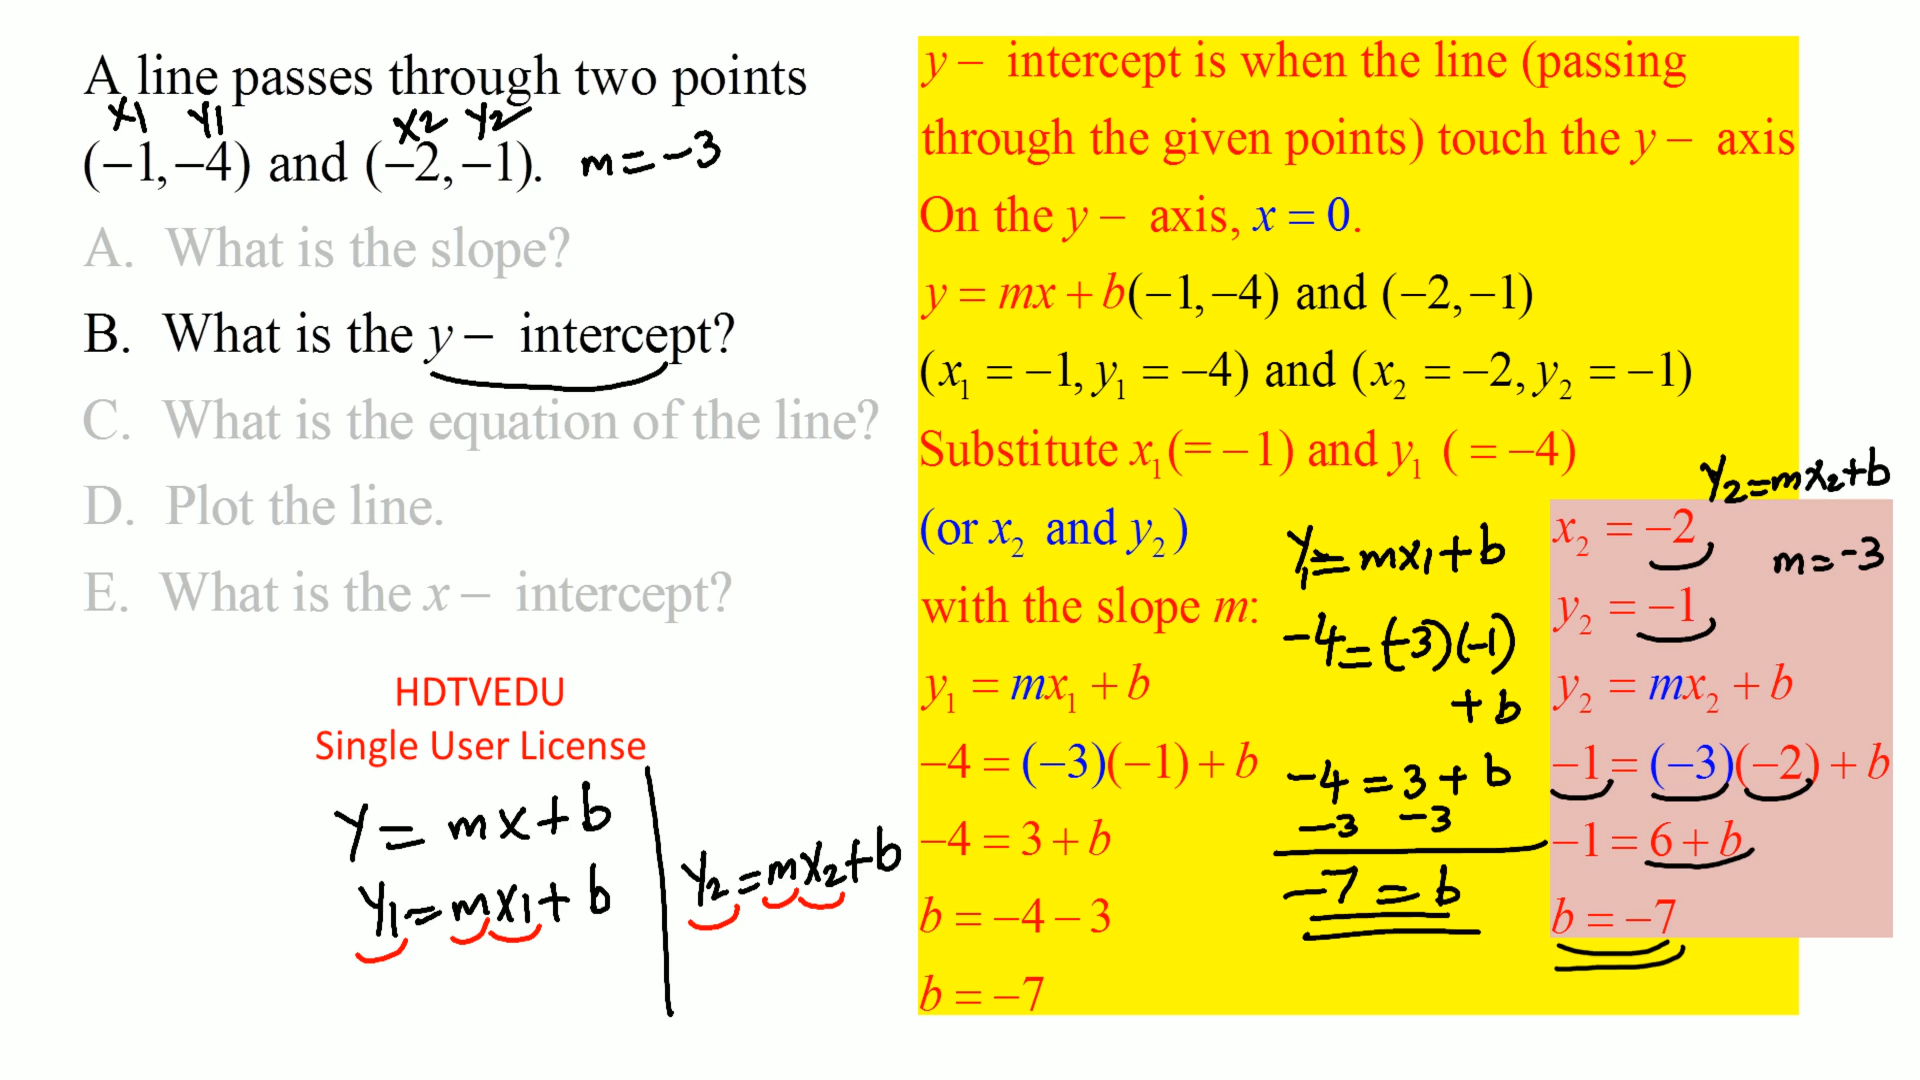 A line passes through two points
x1 y1 x2 y2
(−1,−4) and (−2,−1). m=-3
A. What is the slope?
B. What is the y− intercept?
C. What is the equation of the line?
D. Plot the line.
E. What is the x− intercept?
HDTVEDU
Single User License
y = mx+b
y1=mx1+b
y2=mx2+b
y− intercept is when the line (passing
through the given points) touch the y− axis
On the y− axis, x = 0.
y = mx + b(−1,−4) and (−2,−1)
(x₁ = −1, y₁ = −4) and (x₂ = −2, y₂ = −1)
Substitute x₁(= −1) and y₁ ( = −4)
(or x₂ and y₂ )
with the slope m:
y₁ = mx₁ + b
−4 = (−3)(−1) + b
−4 = 3 + b
b = −4 − 3
b = −7
y1=mx1+b
-4=(-3)(-1)
+b
-4=3+b
-3 -3
-7=b
y2=mx2+b
x₂ = −2
m=-3
y₂ = −1
y₂ = mx₂ + b
−1 = (−3)(−2) + b
−1 = 6 + b
b = −7